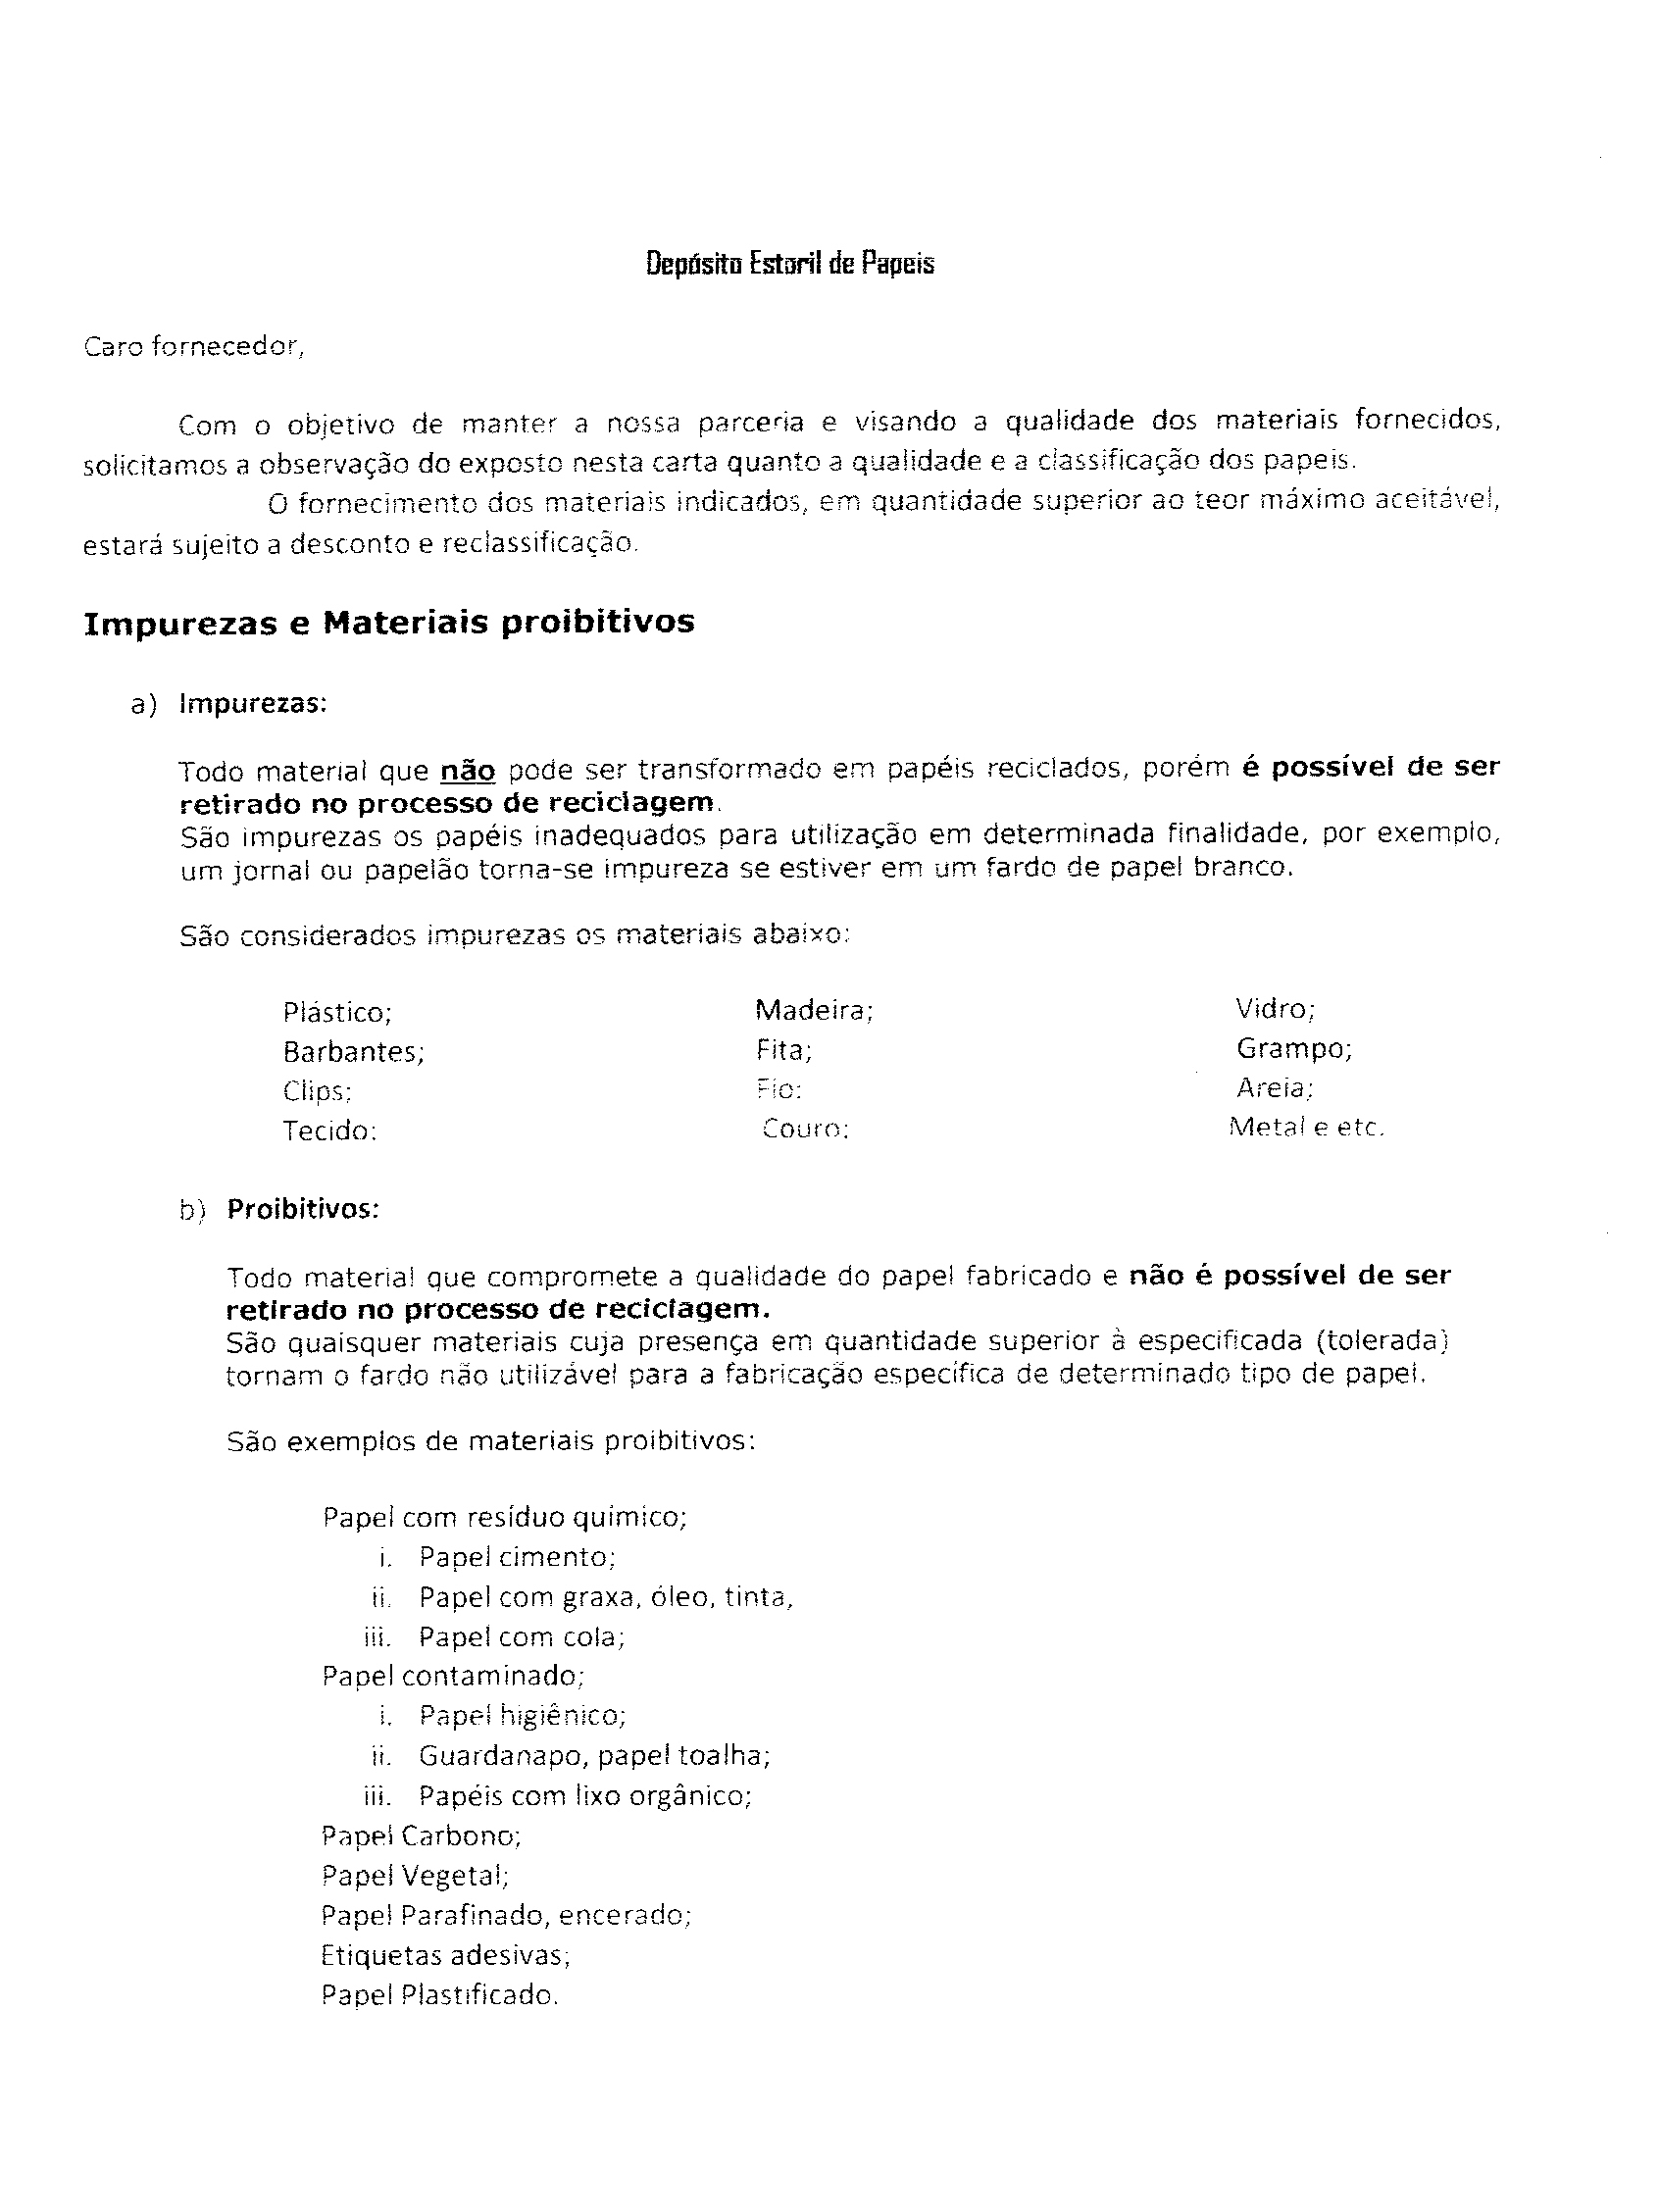 Depósito Estoril de Papeis
Caro fornecedor,
Com o objetivo de manter a nossa parceria e visando a qualidade dos materiais fornecidos,
solicitamos a observação do exposto nesta carta quanto a qualidade e a classificação dos papeis.
O fornecimento dos materiais indicados, em quantidade superior ao teor máximo aceitável,
estará sujeito a desconto e reclassificação.
Impurezas e Materiais proibitivos
a) Impurezas:
Todo material que não pode ser transformado em papéis reciclados, porém é possível de ser
retirado no processo de reciclagem.
São impurezas os papéis inadequados para utilização em determinada finalidade, por exemplo,
um jornal ou papelão torna-se impureza se estiver em um fardo de papel branco.
São considerados impurezas os materiais abaixo:
Plástico; Madeira; Vidro;
Barbantes; Fita; Grampo;
Clips; Fio; Areia;
Tecido; Couro; Metal e etc.
b) Proibitivos:
Todo material que compromete a qualidade do papel fabricado e não é possível de ser
retirado no processo de reciclagem.
São quaisquer materiais cuja presença em quantidade superior à especificada (tolerada)
tornam o fardo não utilizável para a fabricação específica de determinado tipo de papel.
São exemplos de materiais proibitivos:
Papel com resíduo quimico;
i. Papel cimento;
ii. Papel com graxa, óleo, tinta,
iii. Papel com cola;
Papel contaminado;
i. Papel higiênico;
ii. Guardanapo, papel toalha;
iii. Papéis com lixo orgânico;
Papel Carbono;
Papel Vegetal;
Papel Parafinado, encerado;
Etiquetas adesivas;
Papel Plastificado.